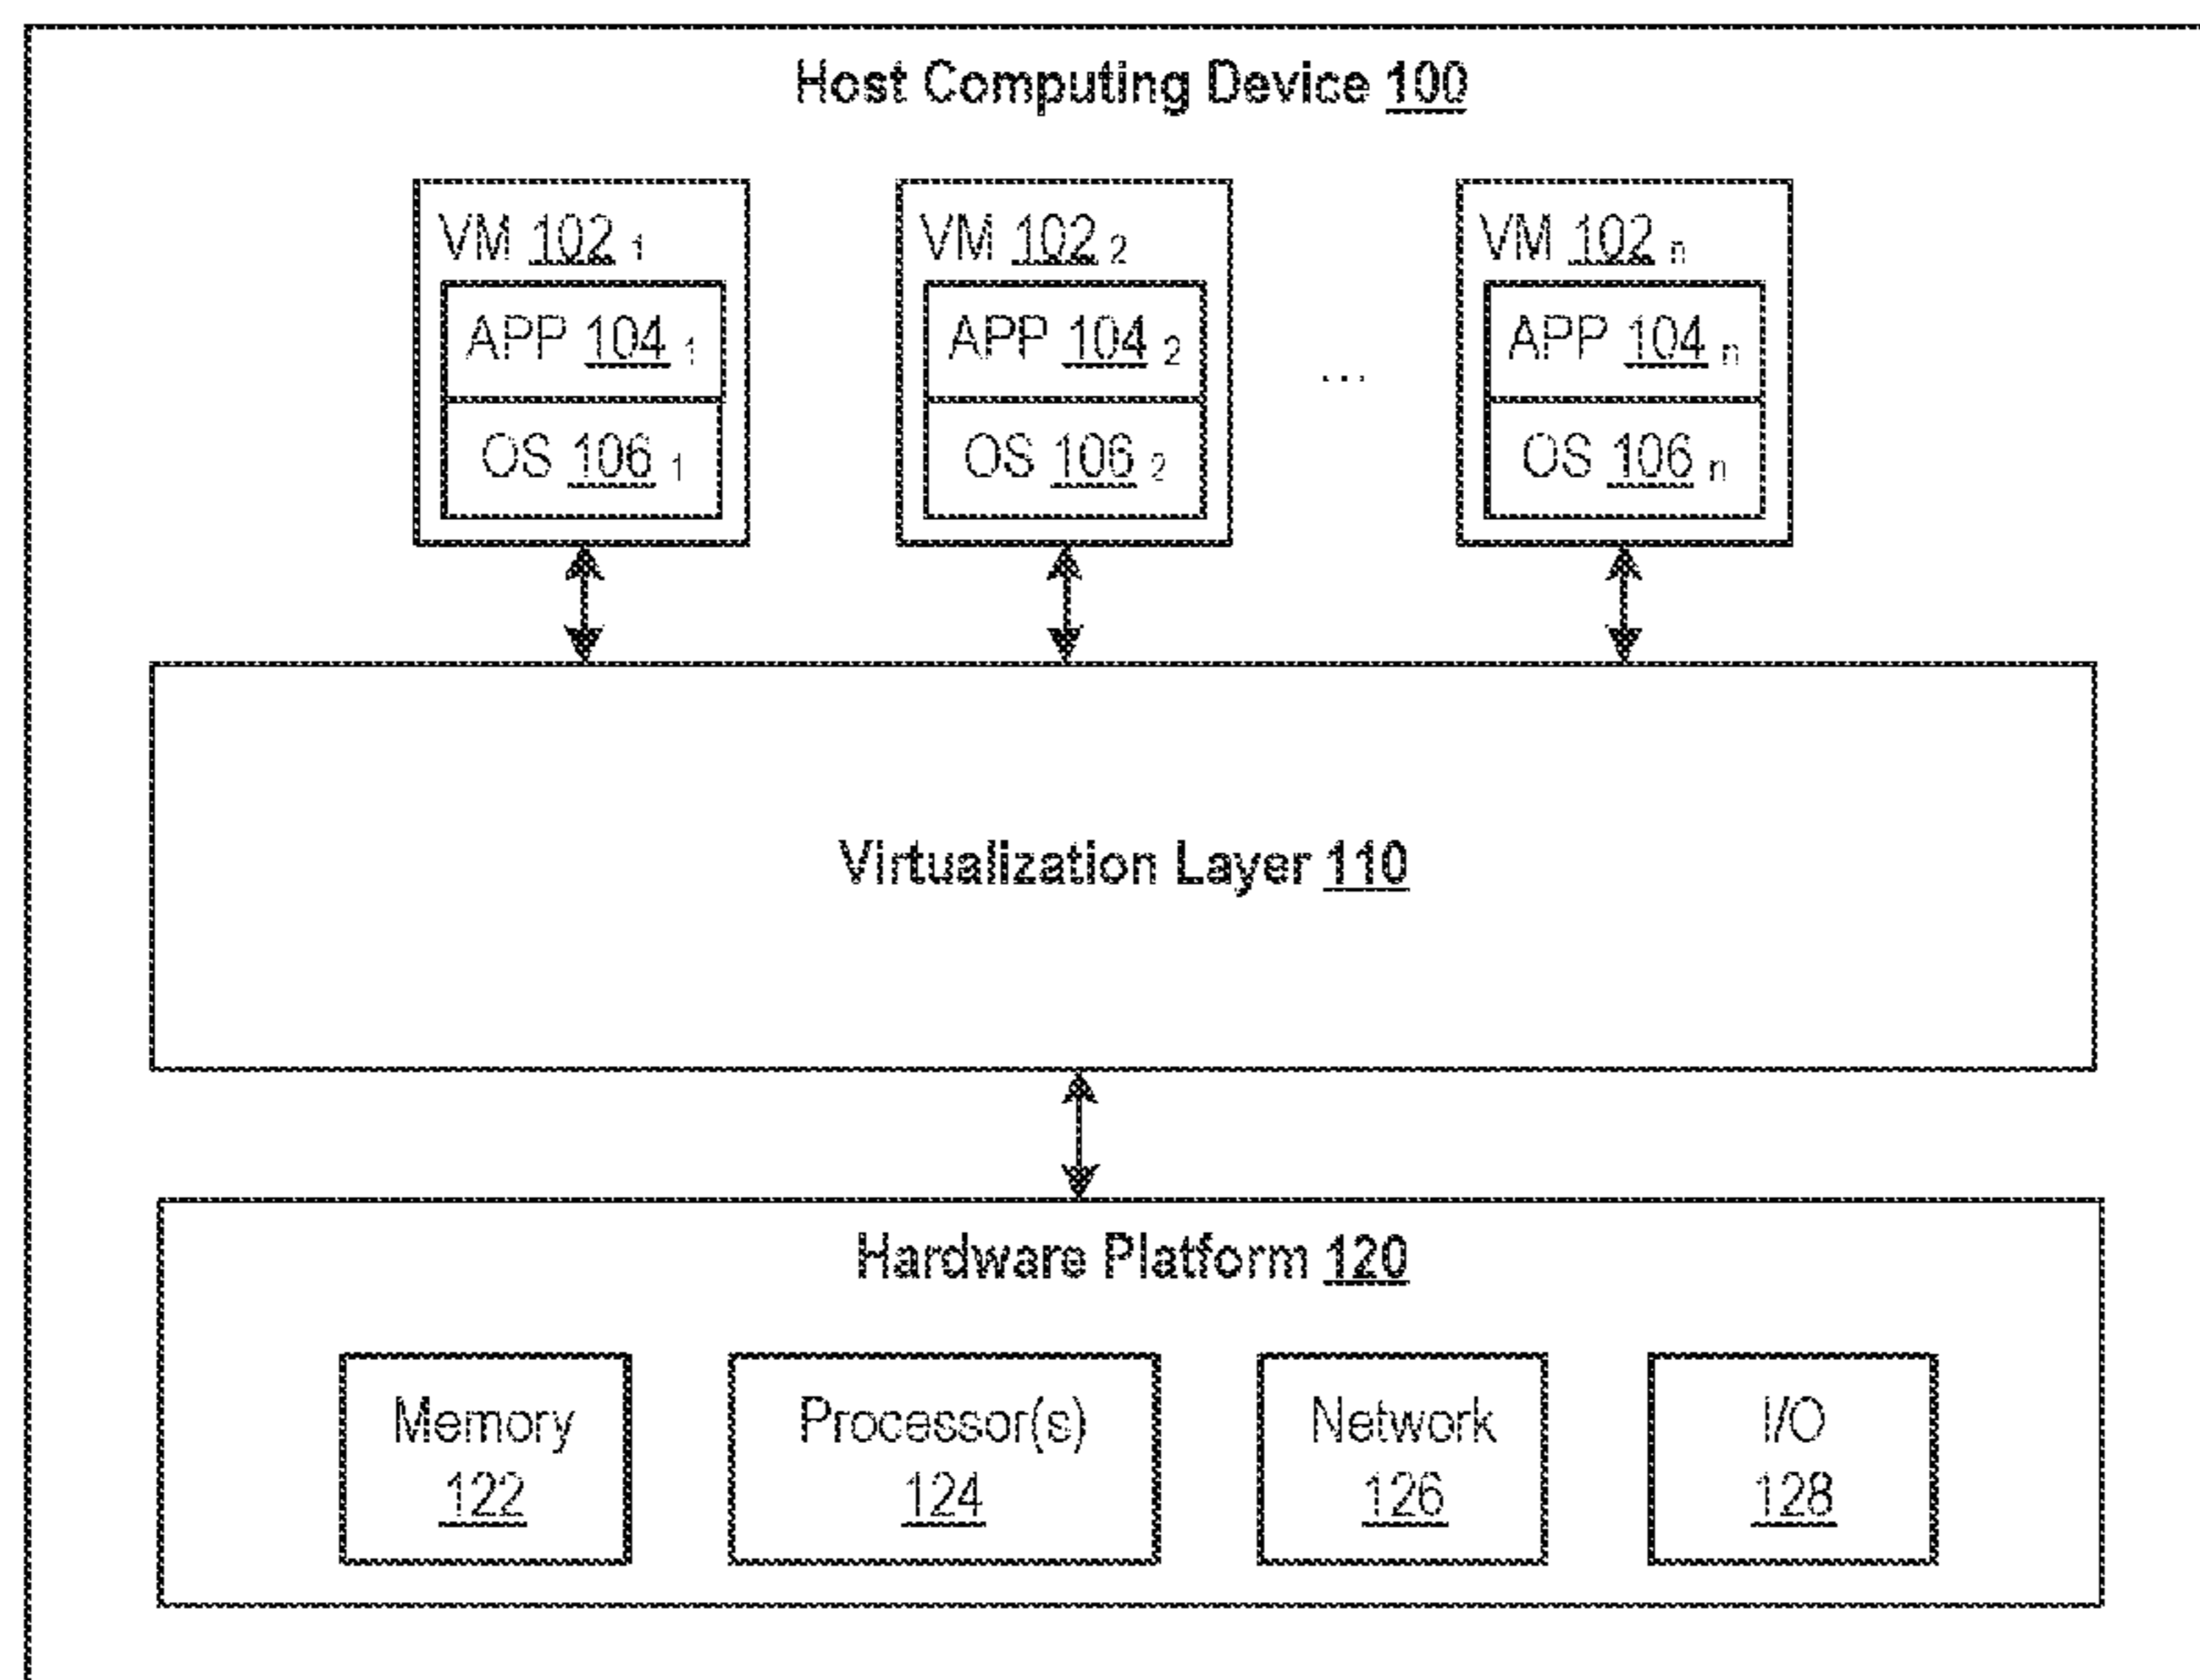 Host Computing Device 100
VM 102 1 VM 102 2 VM 102 n
APP 104 1 APP 104 2 ... APP 104 n
OS 106 1 OS 106 2 OS 106 n
Virtualization Layer 110
Hardware Platform 120
Memory Processor(s) Network I/O
122 124 126 128